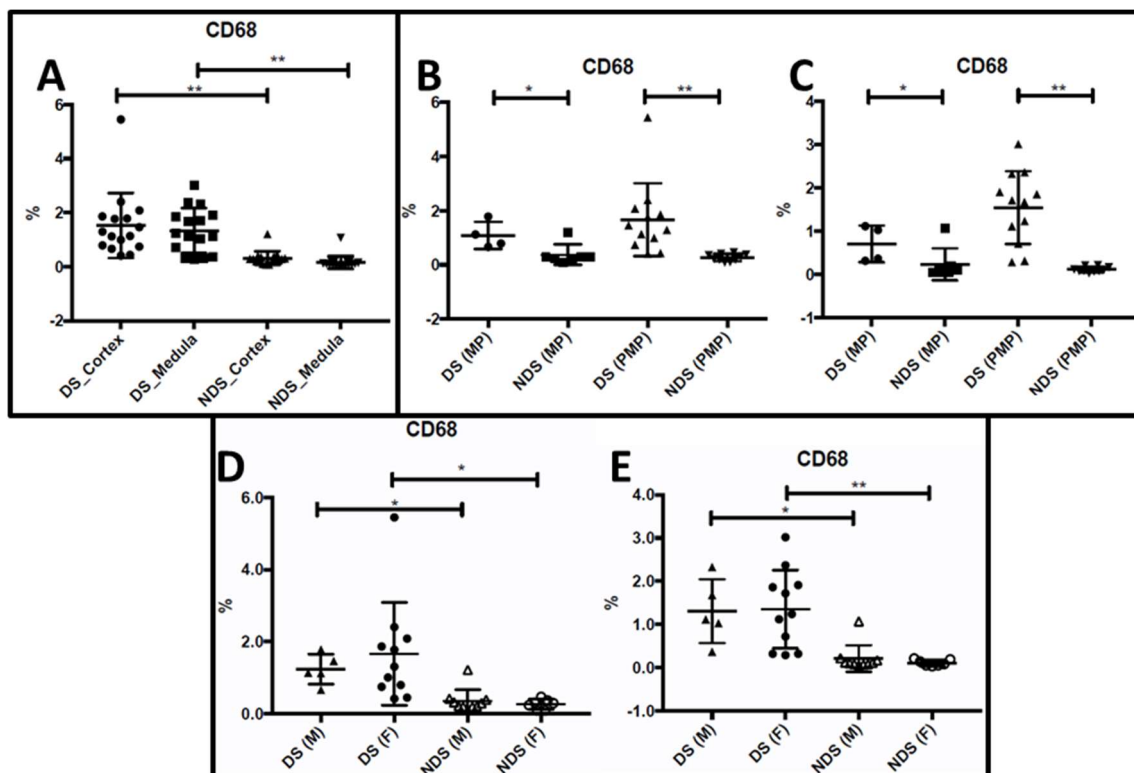 CD68
A
**
**
6
4
2
0
-2
%
DS_Cortex
DS_Medula
NDS_Cortex
NDS_Medula
CD68
B
*
**
6
4
2
0
-2
%
DS (MP)
NDS (MP)
DS (PMP)
NDS (PMP)
CD68
C
*
**
4
3
2
1
0
-1
%
DS (MP)
NDS (MP)
DS (PMP)
NDS (PMP)
CD68
D
*
*
6.0
4.0
2.0
0.0
%
DS (M)
DS (F)
NDS (M)
NDS (F)
CD68
E
**
*
4.0
3.0
2.0
1.0
0.0
-1.0
%
DS (M)
DS (F)
NDS (M)
NDS (F)